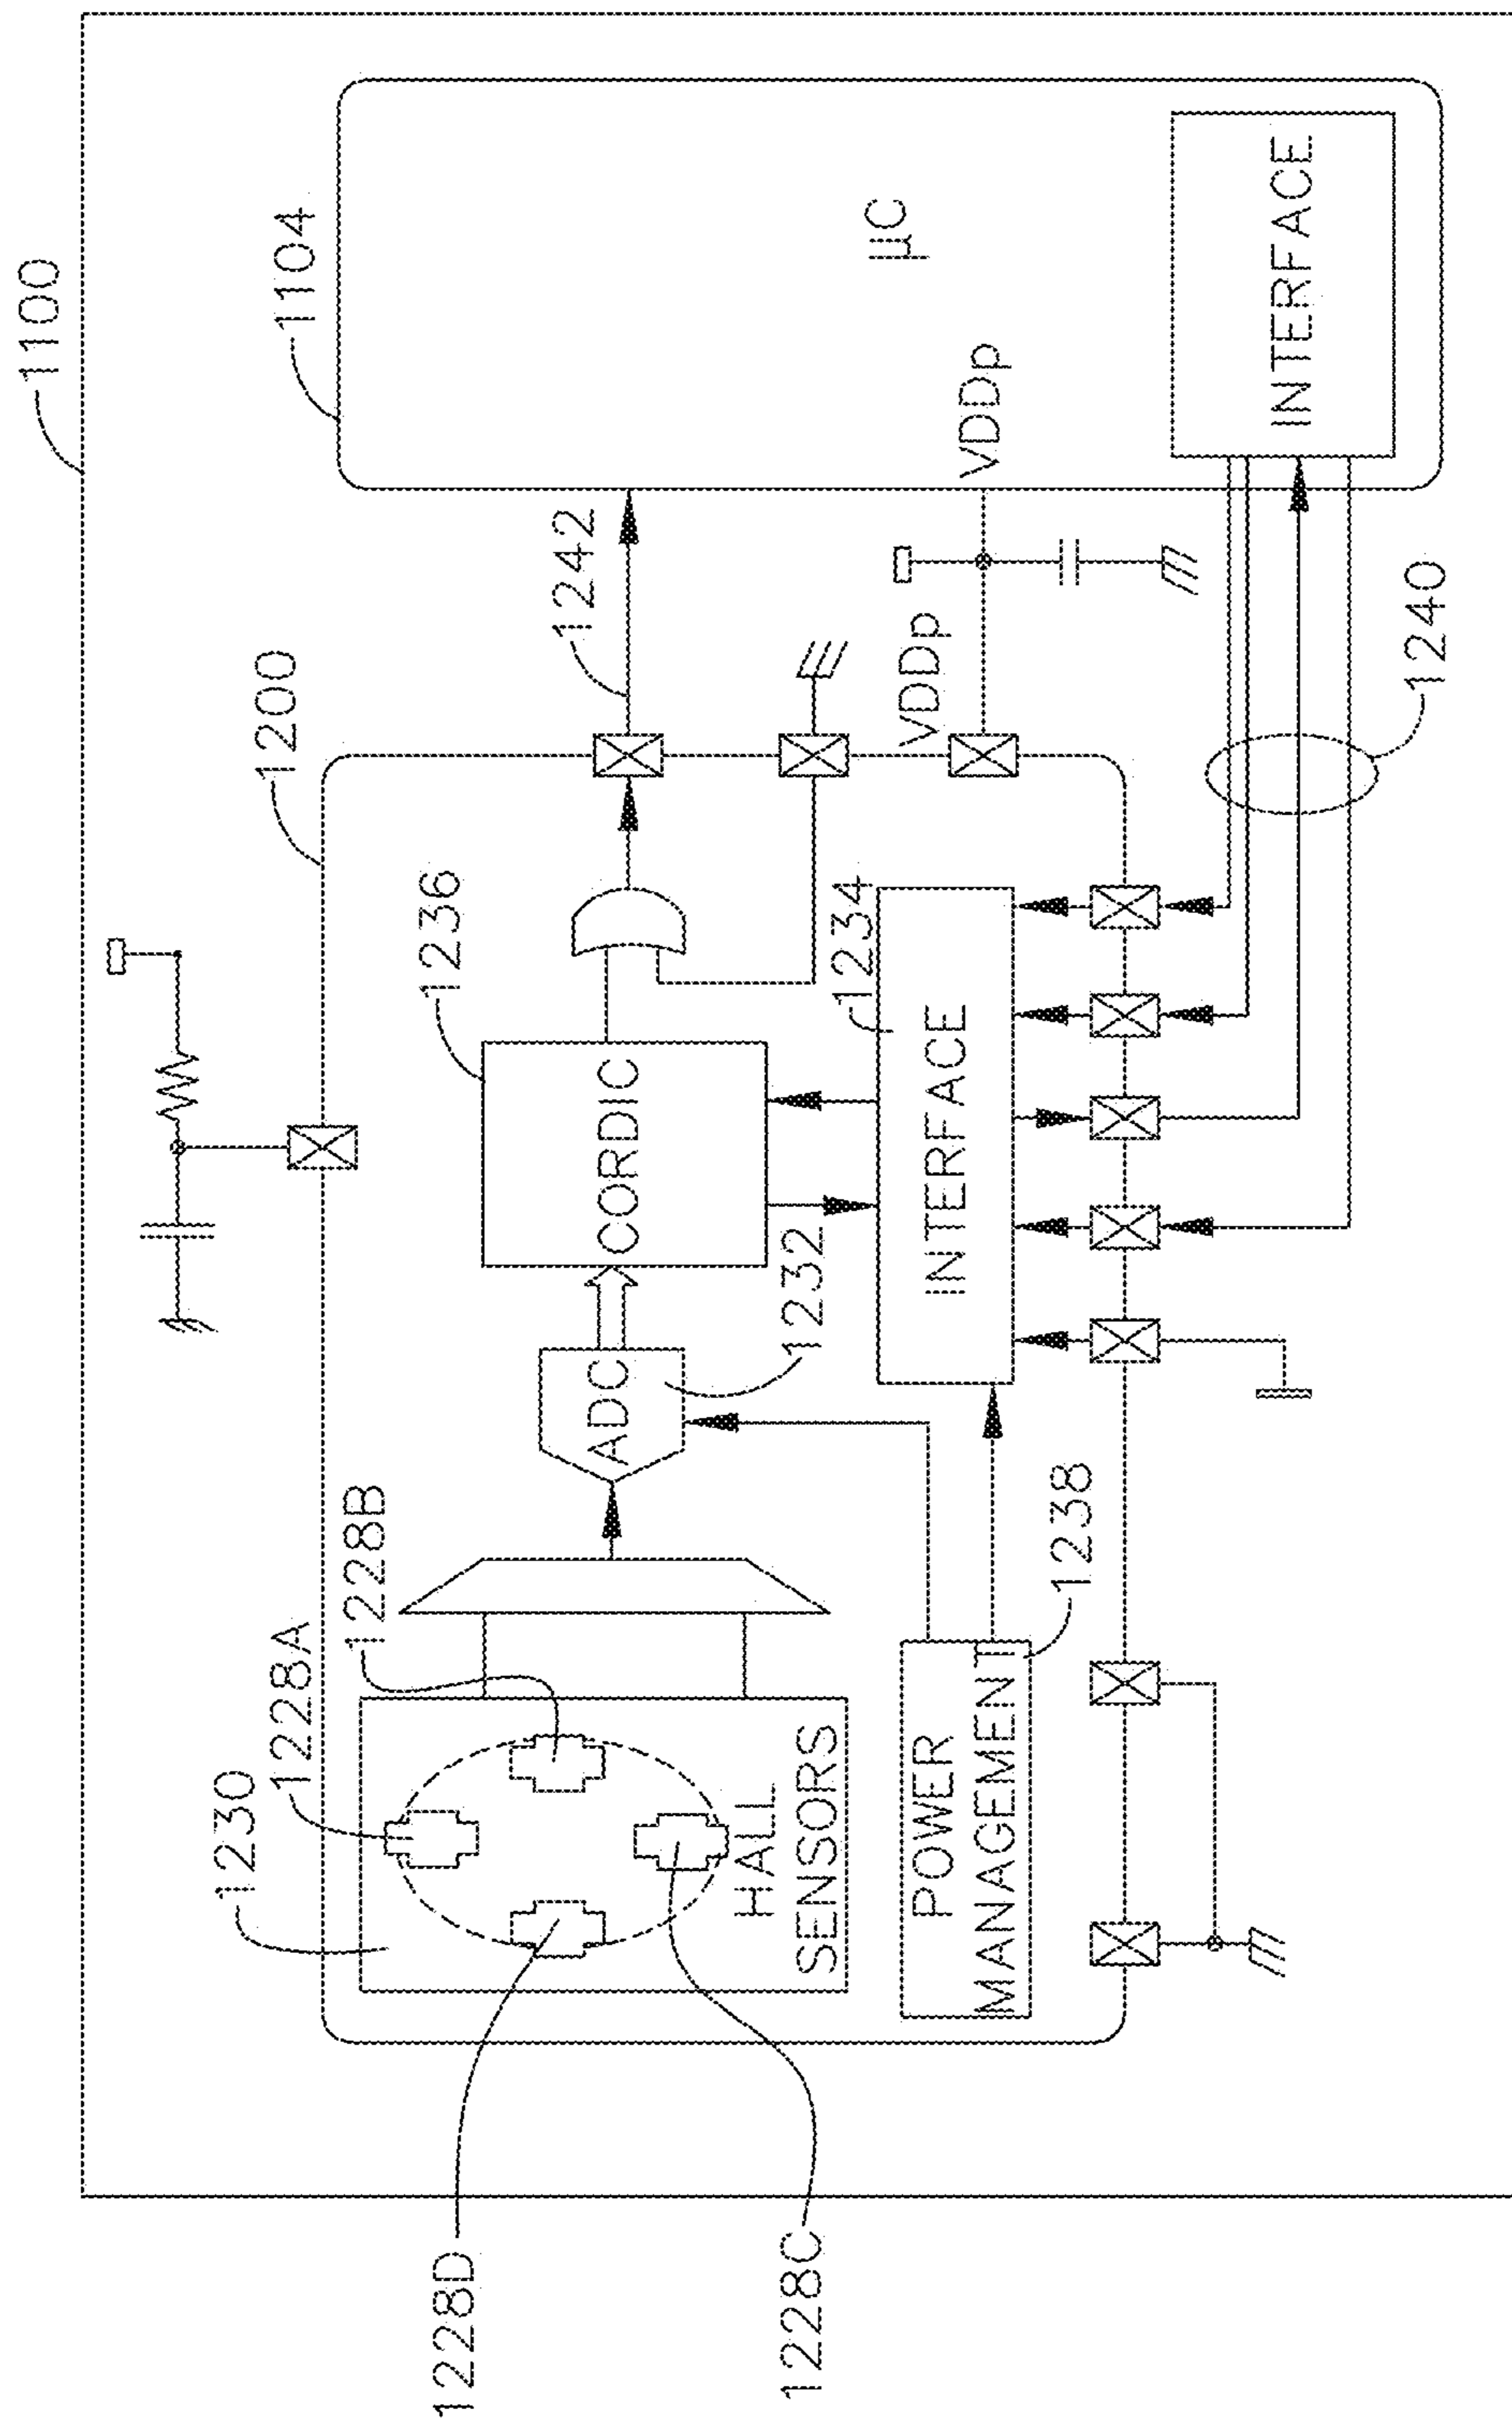 1100
1104
µC
VDDp
INTERFACE
1242
1200
VDDp
1240
1236
1234
CORDIC
INTERFACE
1232
ADC
1228B
1228A
1230
HALL
SENSORS
1238
POWER
MANAGEMENT
1228D
1228C